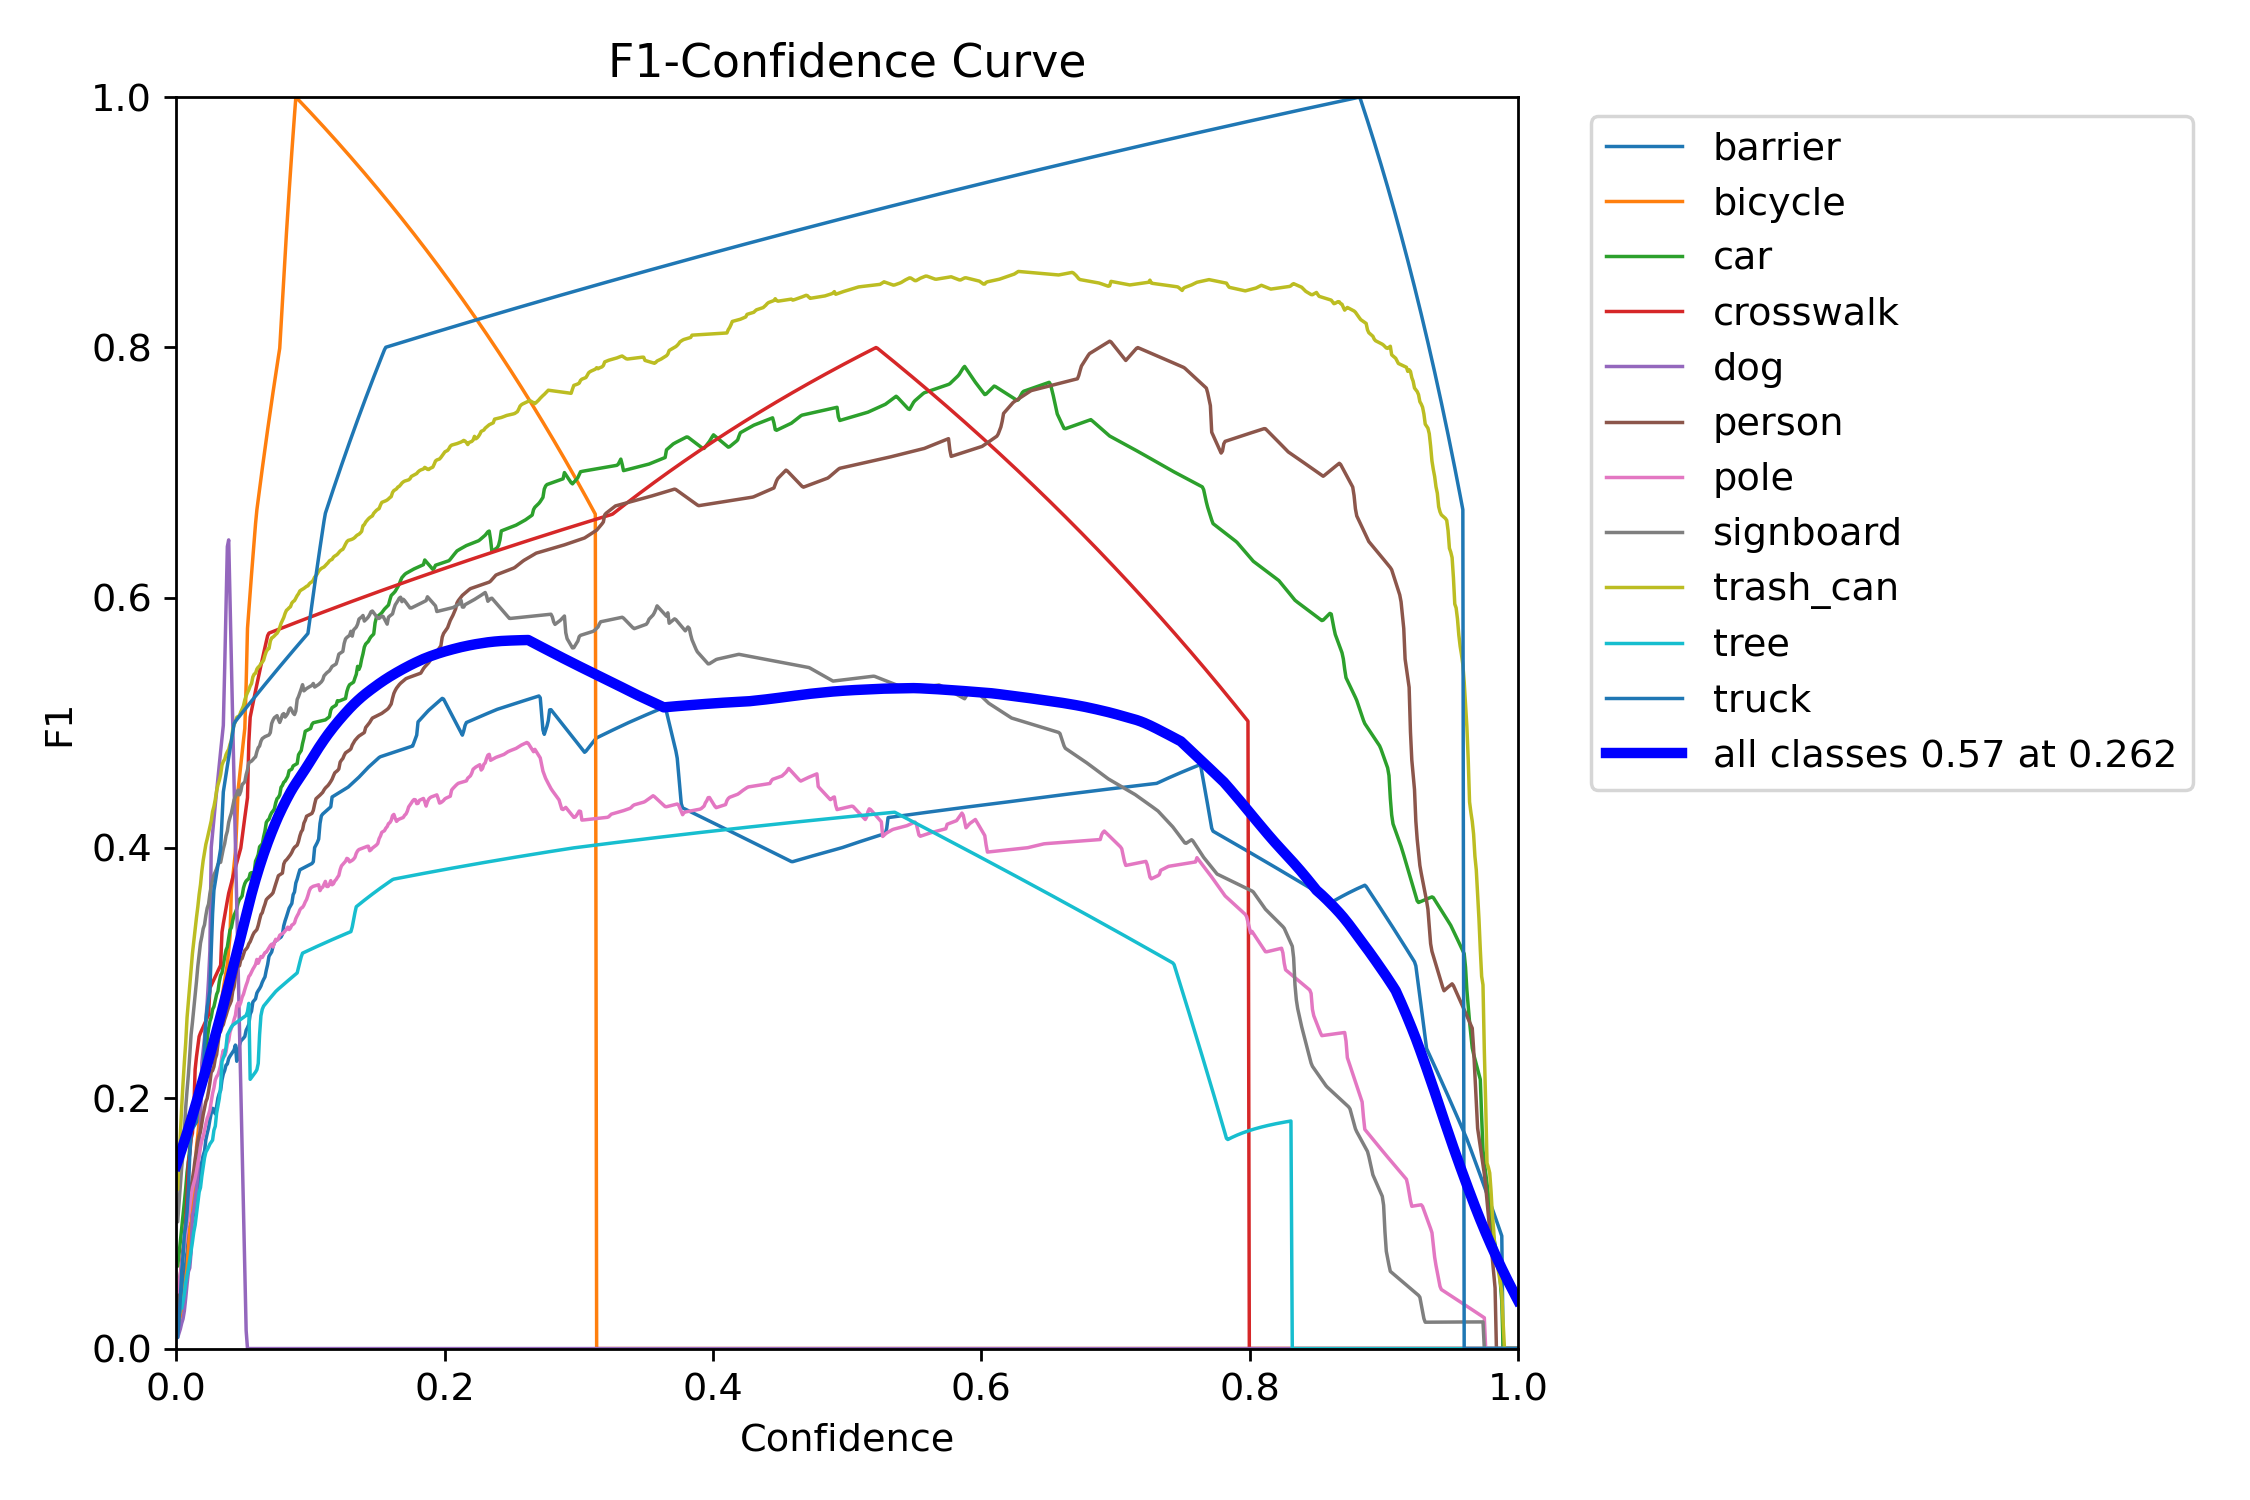 F1-Confidence Curve
F1
1.0
0.8
0.6
0.4
0.2
0.0
0.0 0.2 0.4 0.6 0.8 1.0
Confidence
barrier
bicycle
car
crosswalk
dog
person
pole
signboard
trash_can
tree
truck
all classes 0.57 at 0.262